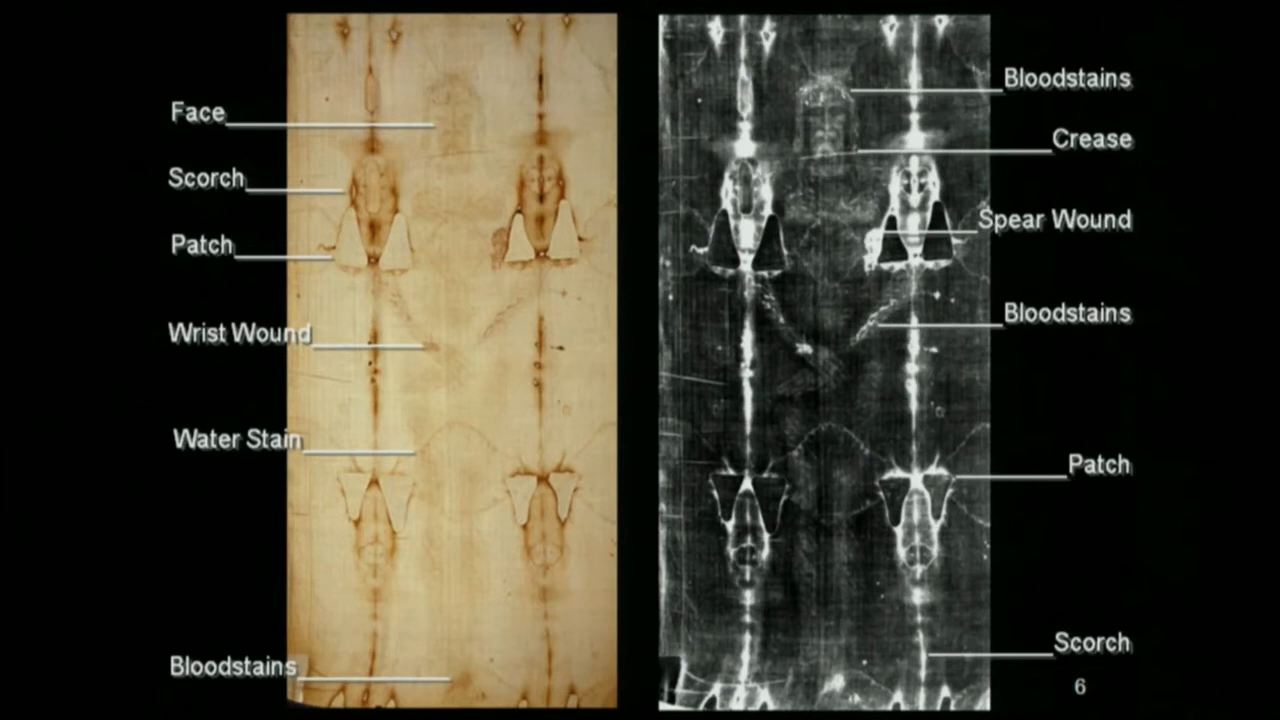 Face
Scorch
Patch
Wrist Wound
Water Stain
Bloodstains
Bloodstains
Crease
Spear Wound
Bloodstains
Patch
Scorch
6